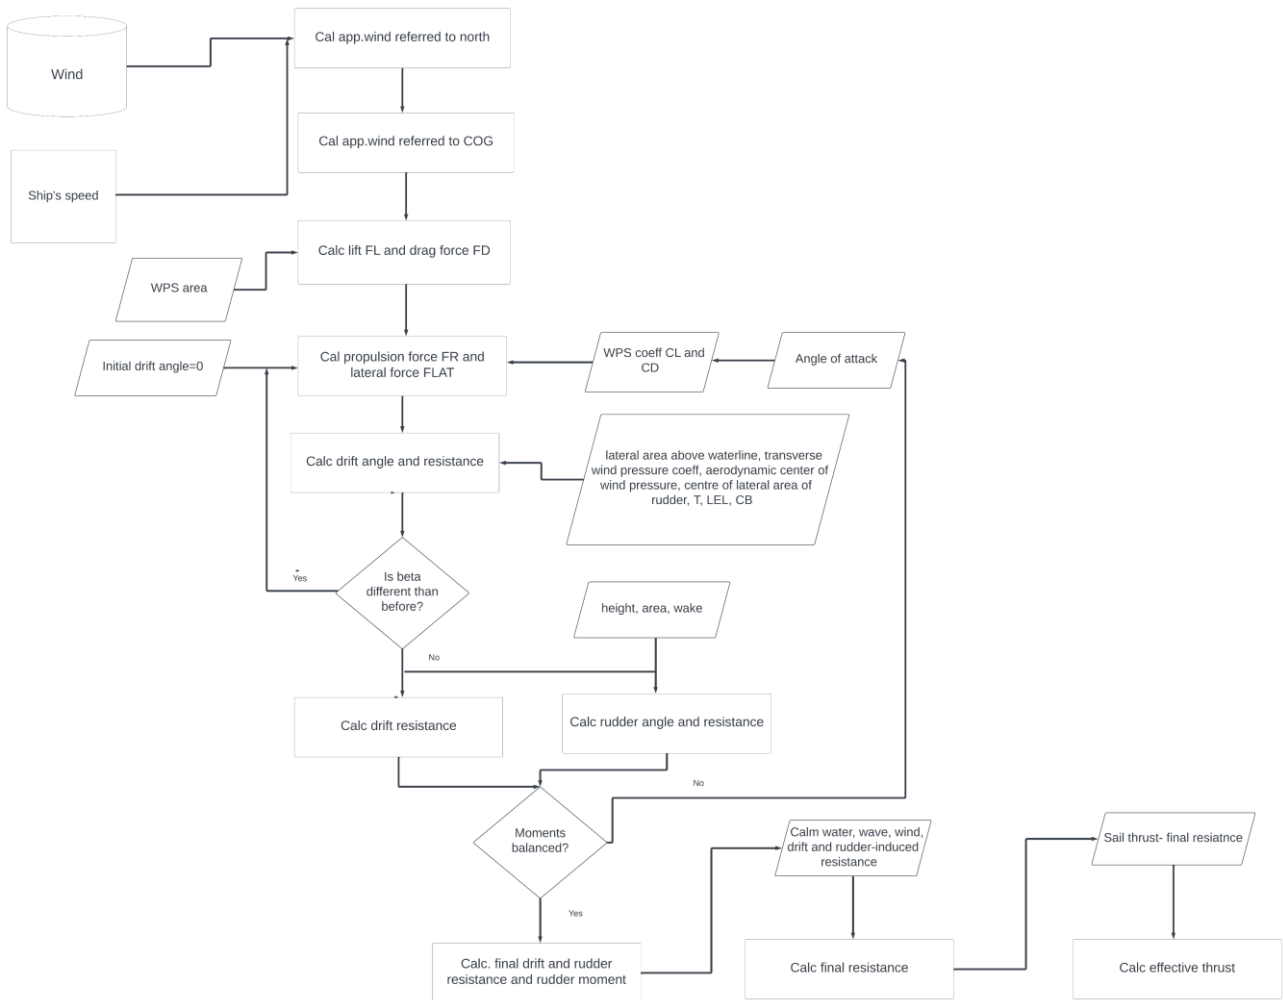 Cal app.wind referred to north
Wind
Cal app.wind referred to COG
Ship's speed
Calc lift FL and drag force FD
WPS area
Cal propulsion force FR and
lateral force FLAT
WPS coeff CL and
CD
Angle of attack
Initial drift angle=0
Calc drift angle and resistance
lateral area above waterline, transverse
wind pressure coeff, aerodynamic center of
wind pressure, centre of lateral area of
rudder, T, LEL, CB
Yes
Is beta
different than
before?
height, area, wake
No
Calc drift resistance
Calc rudder angle and resistance
No
Moments
balanced?
Calm water, wave, wind,
drift and rudder-induced
resistance
Sail thrust- final resiatnce
Yes
Calc. final drift and rudder
resistance and rudder moment
Calc final resistance
Calc effective thrust